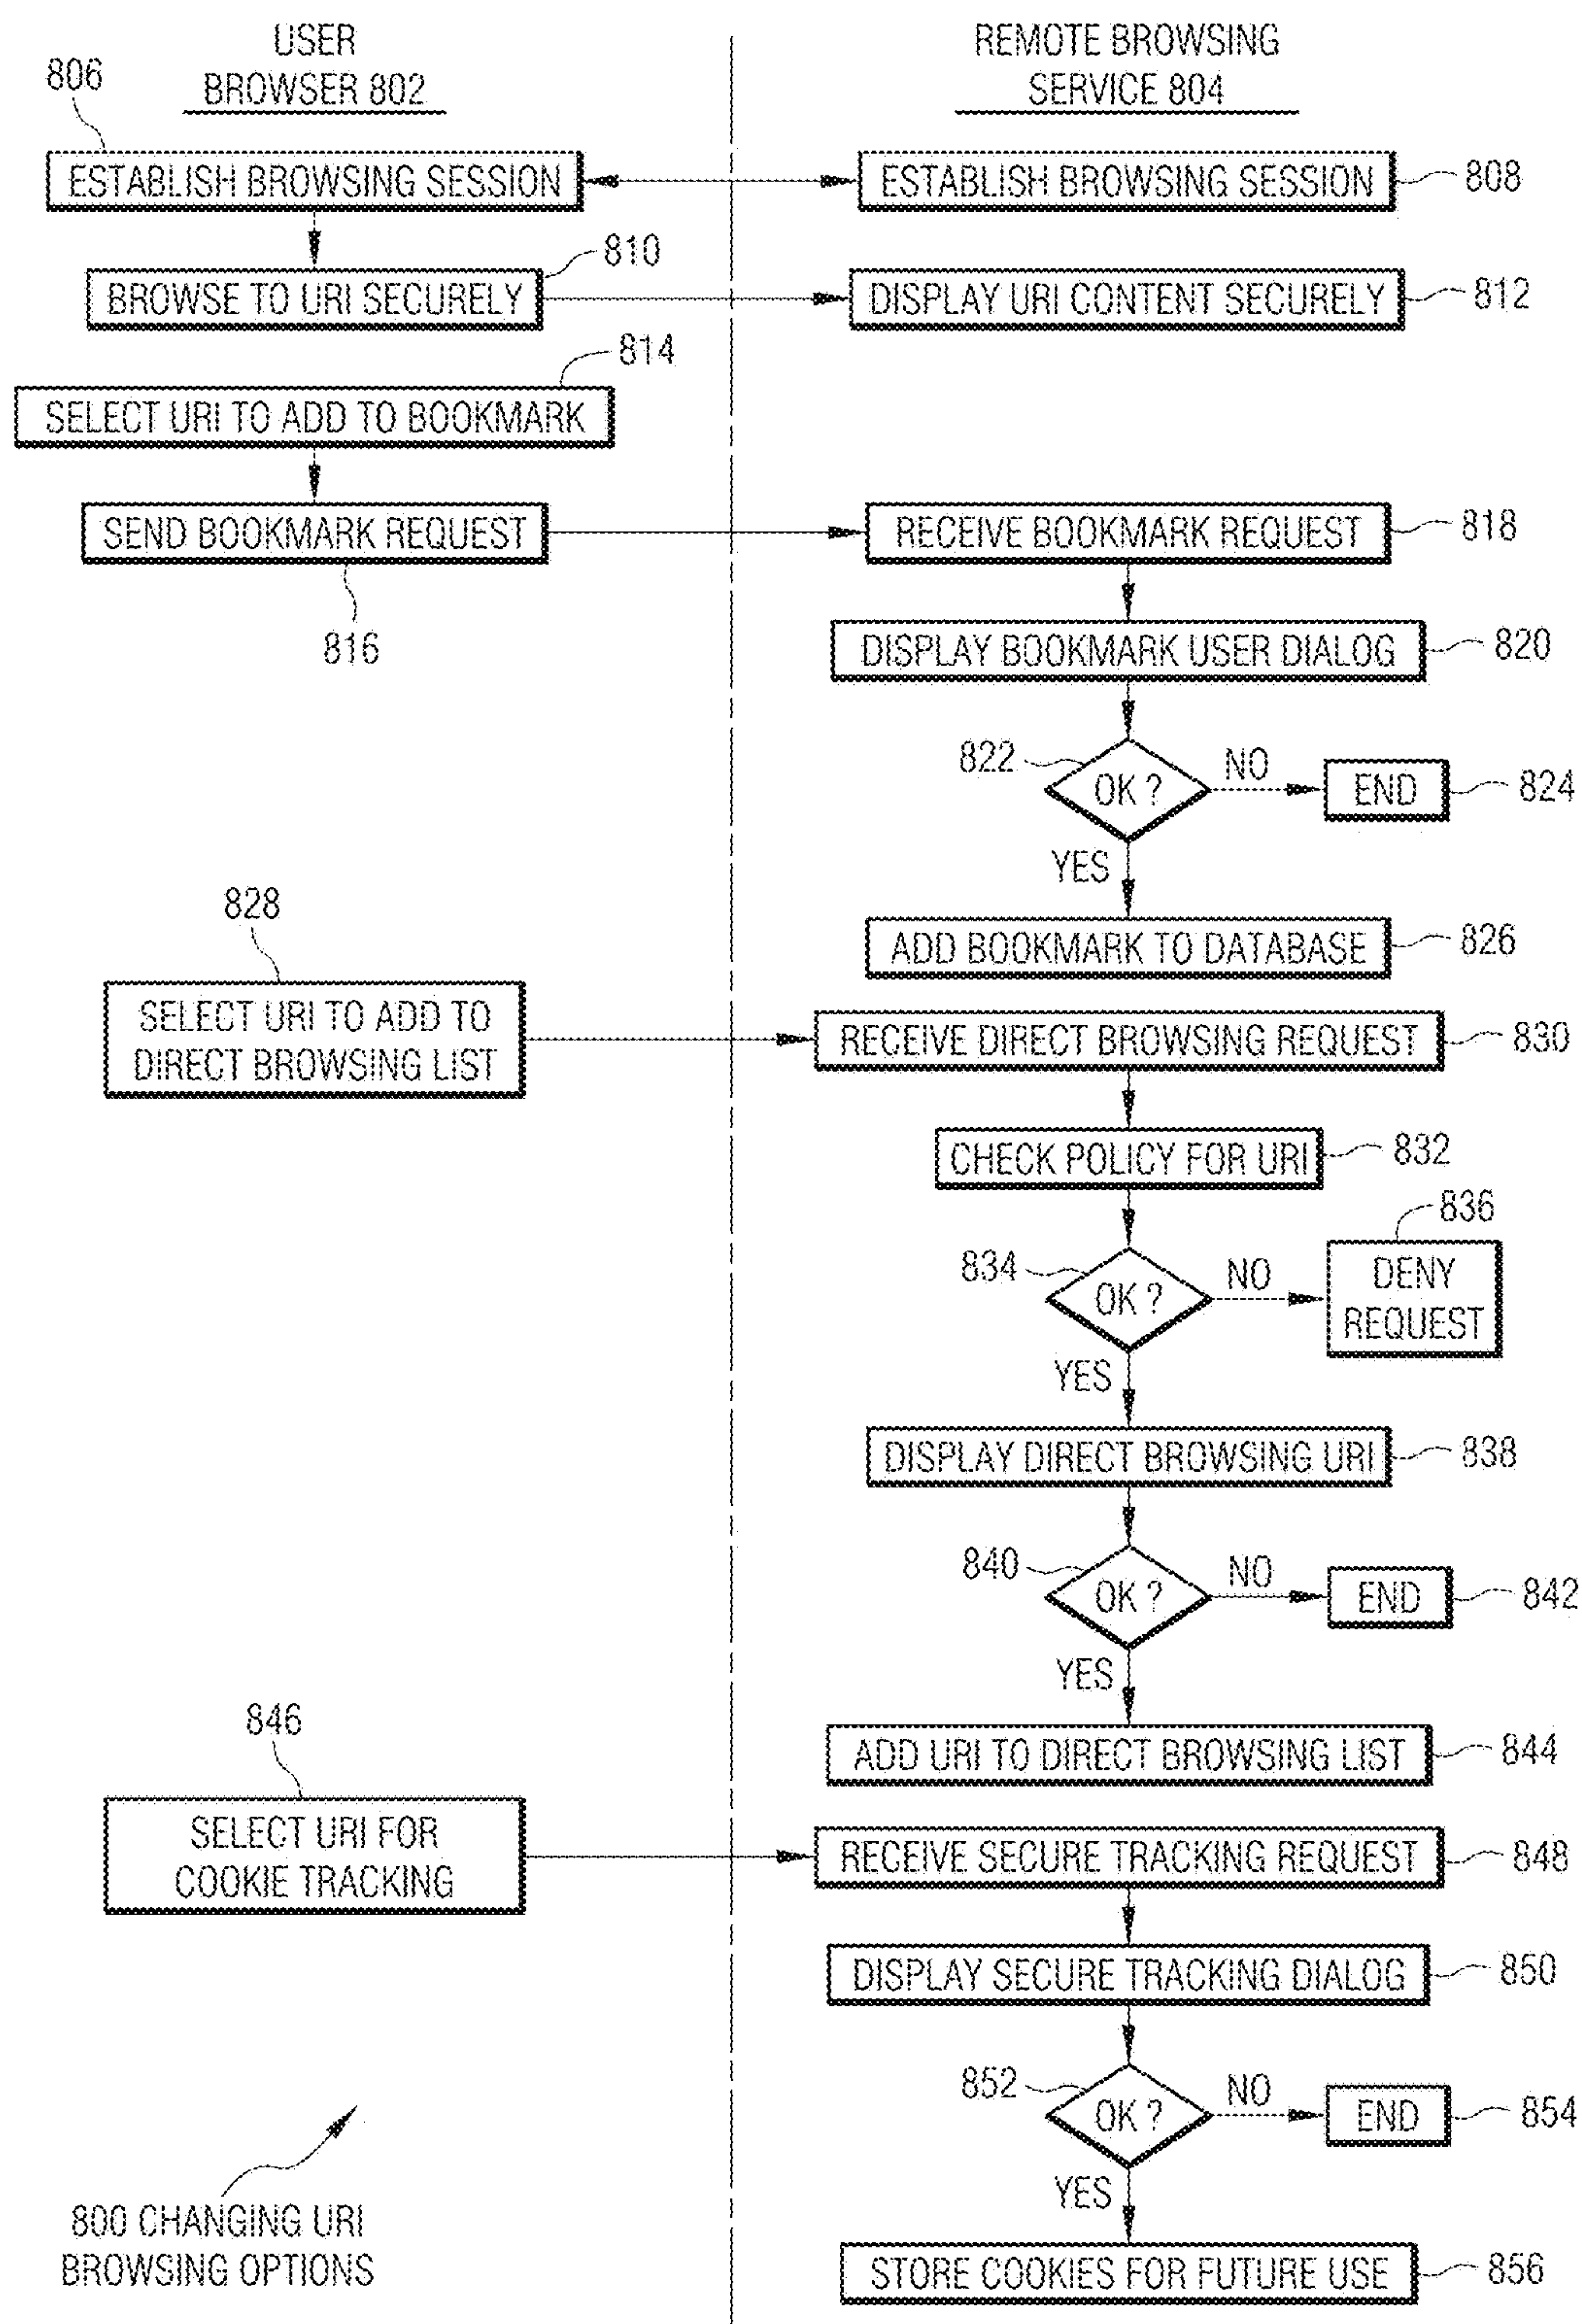 USER
BROWSER 802
REMOTE BROWSING
SERVICE 804
806
ESTABLISH BROWSING SESSION
ESTABLISH BROWSING SESSION
808
810
BROWSE TO URI SECURELY
DISPLAY URI CONTENT SECURELY
812
814
SELECT URI TO ADD TO BOOKMARK
SEND BOOKMARK REQUEST
816
RECEIVE BOOKMARK REQUEST
818
DISPLAY BOOKMARK USER DIALOG
820
822
OK ?
NO
END
824
YES
ADD BOOKMARK TO DATABASE
826
828
SELECT URI TO ADD TO
DIRECT BROWSING LIST
RECEIVE DIRECT BROWSING REQUEST
830
CHECK POLICY FOR URI
832
834
OK ?
NO
836
DENY
REQUEST
YES
DISPLAY DIRECT BROWSING URI
838
840
OK ?
NO
END
842
YES
ADD URI TO DIRECT BROWSING LIST
844
846
SELECT URI FOR
COOKIE TRACKING
RECEIVE SECURE TRACKING REQUEST
848
DISPLAY SECURE TRACKING DIALOG
850
852
OK ?
NO
END
854
YES
STORE COOKIES FOR FUTURE USE
856
800 CHANGING URI
BROWSING OPTIONS